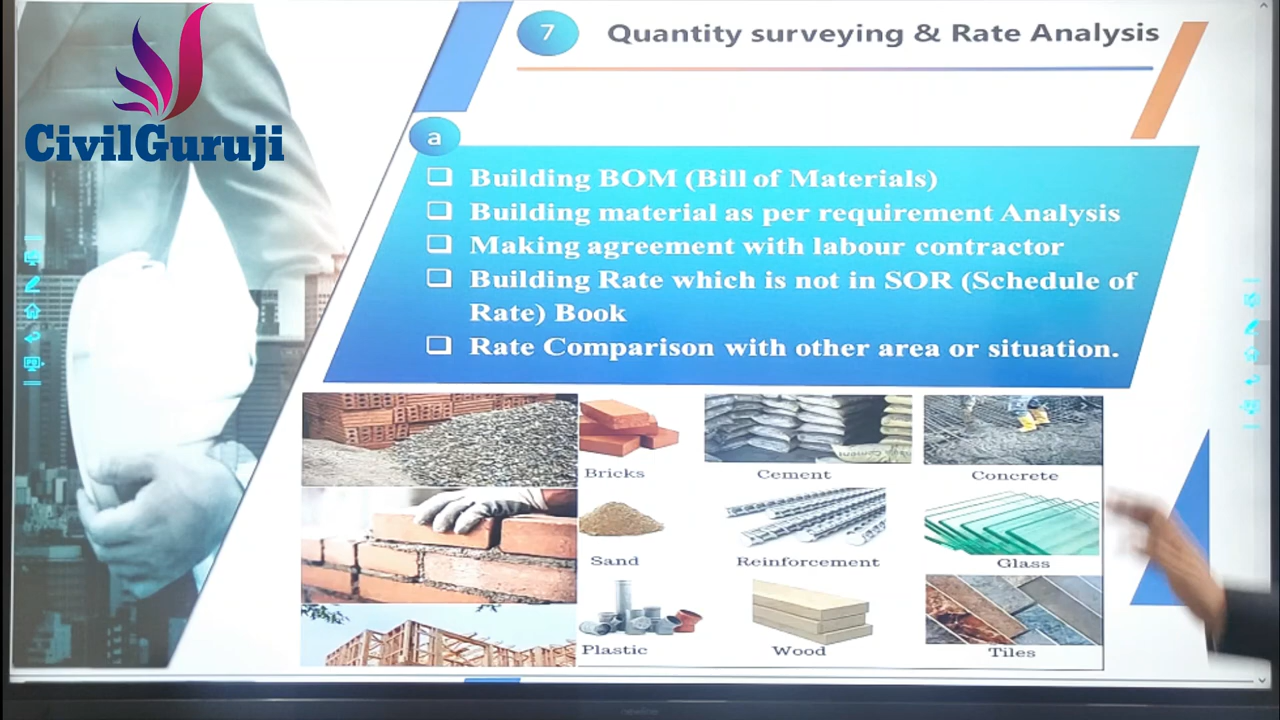 CivilGuruji
7
Quantity surveying & Rate Analysis
a
Building BOM (Bill of Materials)
Building material as per requirement Analysis
Making agreement with labour contractor
Building Rate which is not in SOR (Schedule of
Rate) Book
Rate Comparison with other area or situation.
Bricks
Cement
Concrete
Sand
Reinforcement
Glass
Plastic
Wood
Tiles